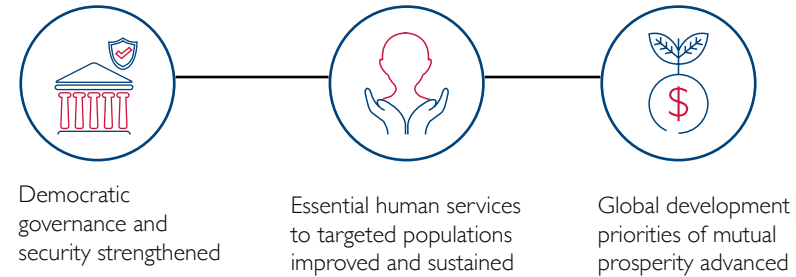 $
Democratic
governance and
security strengthened
Essential human services
to targeted populations
improved and sustained
Global development
priorities of mutual
prosperity advanced